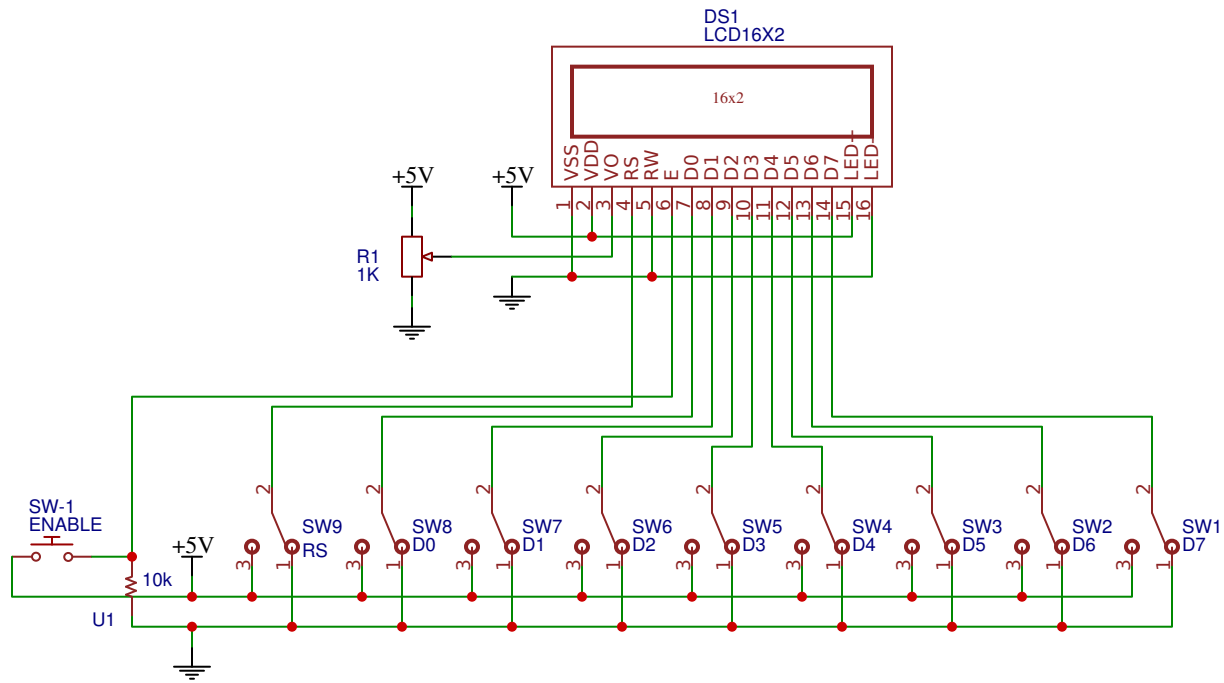 DS1
LCD16X2
16x2
VSS
VDD
VO
RS
RW
E
D0
D1
D2
D3
D4
D5
D6
D7
LED+
LED-
1
2
3
4
5
6
7
8
9
10
11
12
13
14
15
16
+5V
+5V
R1
1K
2
2
2
2
2
2
2
2
2
SW-1
ENABLE
+5V
10k
U1
SW9
RS
SW8
D0
SW7
D1
SW6
D2
SW5
D3
SW4
D4
SW3
D5
SW2
D6
SW1
D7
3
1
3
1
3
1
3
1
3
1
3
1
3
1
3
1
3
1